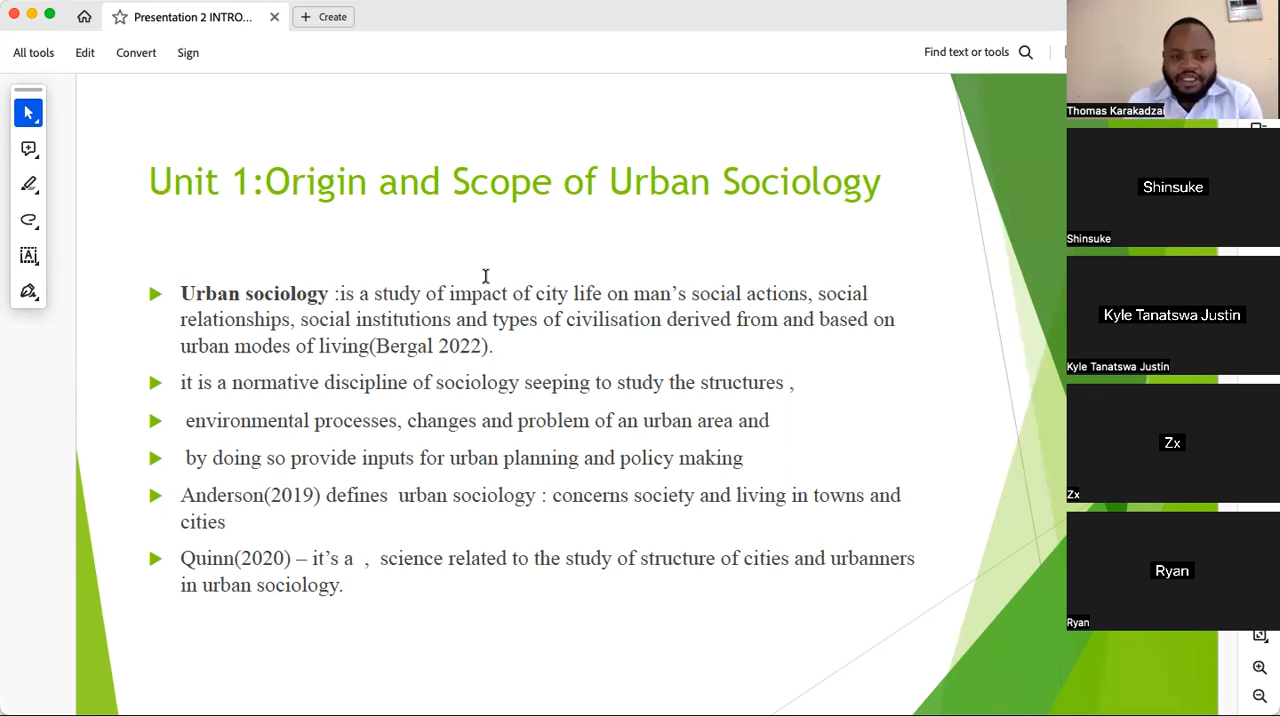 Presentation 2 INTRO...
Create
All tools
Edit
Convert
Sign
Find text or tools
Unit 1:Origin and Scope of Urban Sociology
Urban sociology :is a study of impact of city life on man's social actions, social
relationships, social institutions and types of civilisation derived from and based on
urban modes of living(Bergal 2022).
it is a normative discipline of sociology seeping to study the structures ,
environmental processes, changes and problem of an urban area and
by doing so provide inputs for urban planning and policy making
Anderson(2019) defines urban sociology : concerns society and living in towns and
cities
Quinn(2020) – it's a , science related to the study of structure of cities and urbanners
in urban sociology.
Thomas Karakadzai
Shinsuke
Shinsuke
Kyle Tanatswa Justin
Kyle Tanatswa Justin
Zx
Zx
Ryan
Ryan